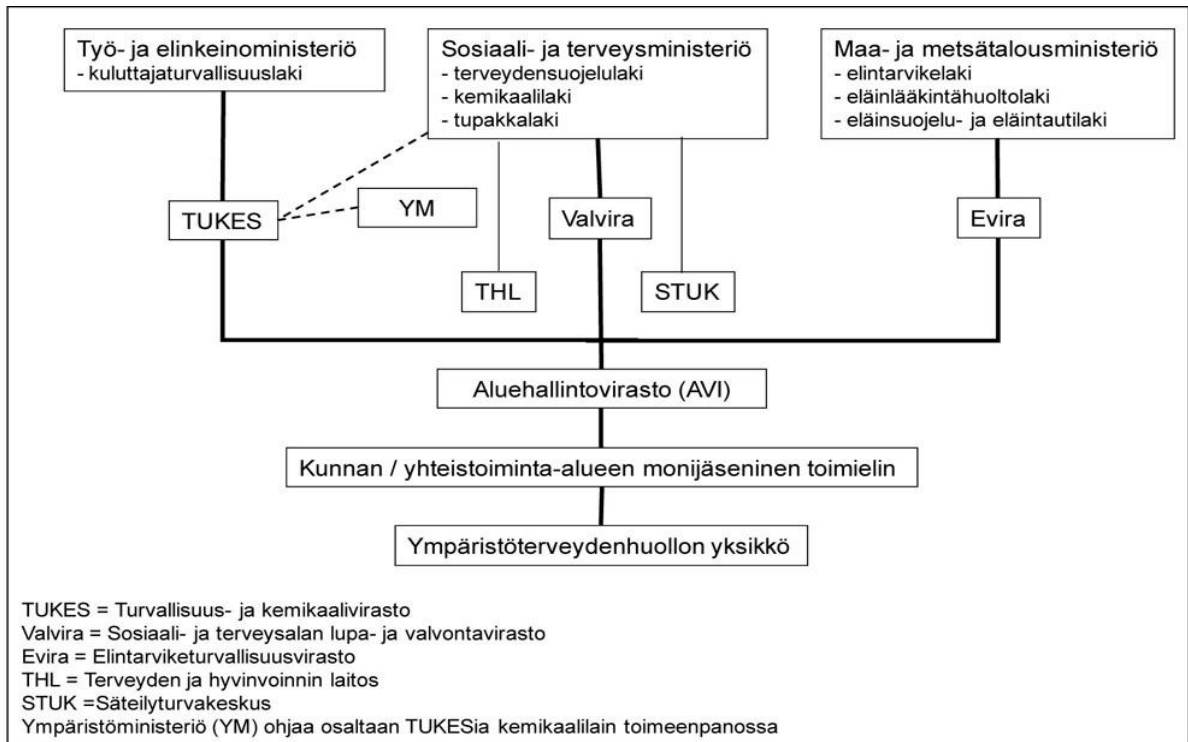 Työ- ja elinkeinoministeriö
- kuluttajaturvallisuuslaki
Sosiaali- ja terveysministeriö
- terveydensuojelulaki
- kemikaalilaki
- tupakkalaki
Maa- ja metsätalousministeriö
- elintarvikelaki
- eläinlääkintähuoltolaki
- eläinsuojelu- ja eläintautilaki
TUKES
YM
Valvira
Evira
THL
STUK
Aluehallintovirasto (AVI)
Kunnan / yhteistoiminta-alueen monijäseninen toimielin
Ympäristöterveydenhuollon yksikkö
TUKES = Turvallisuus- ja kemikaalivirasto
Valvira = Sosiaali- ja terveysalan lupa- ja valvontavirasto
Evira = Elintarviketurvallisuusvirasto
THL = Terveyden ja hyvinvoinnin laitos
STUK =Säteilyturvakeskus
Ympäristöministeriö (YM) ohjaa osaltaan TUKESia kemikaalilain toimeenpanossa